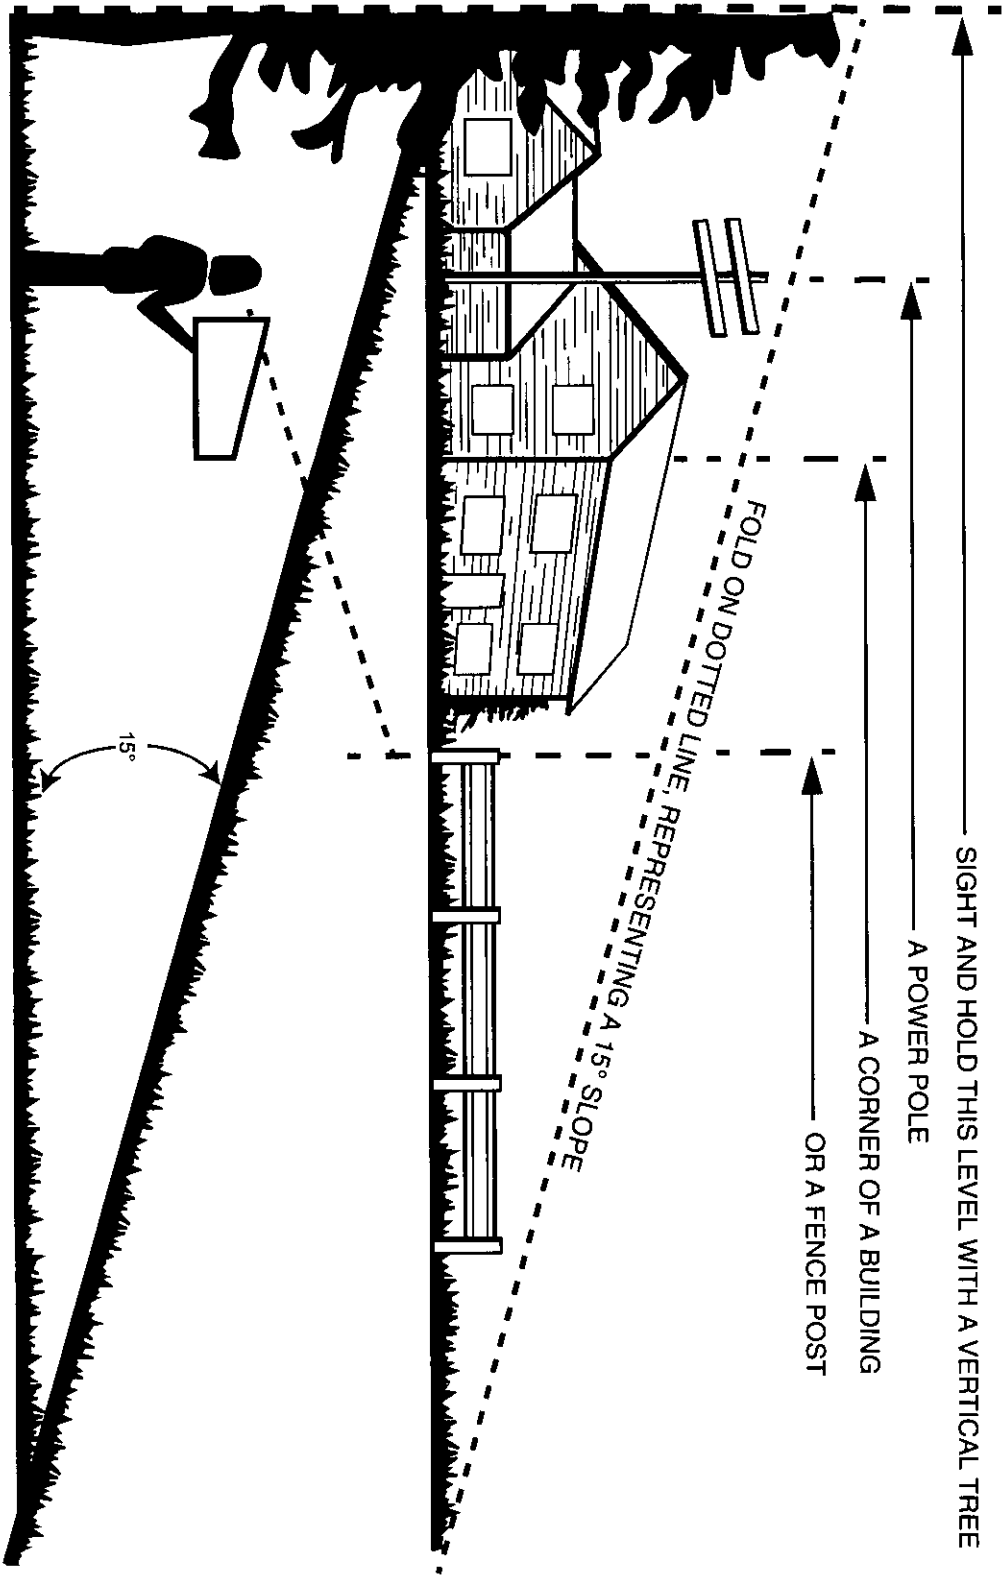 SIGHT AND HOLD THIS LEVEL WITH A VERTICAL TREE
A POWER POLE
A CORNER OF A BUILDING
OR A FENCE POST
FOLD ON DOTTED LINE, REPRESENTING A 15° SLOPE
15°